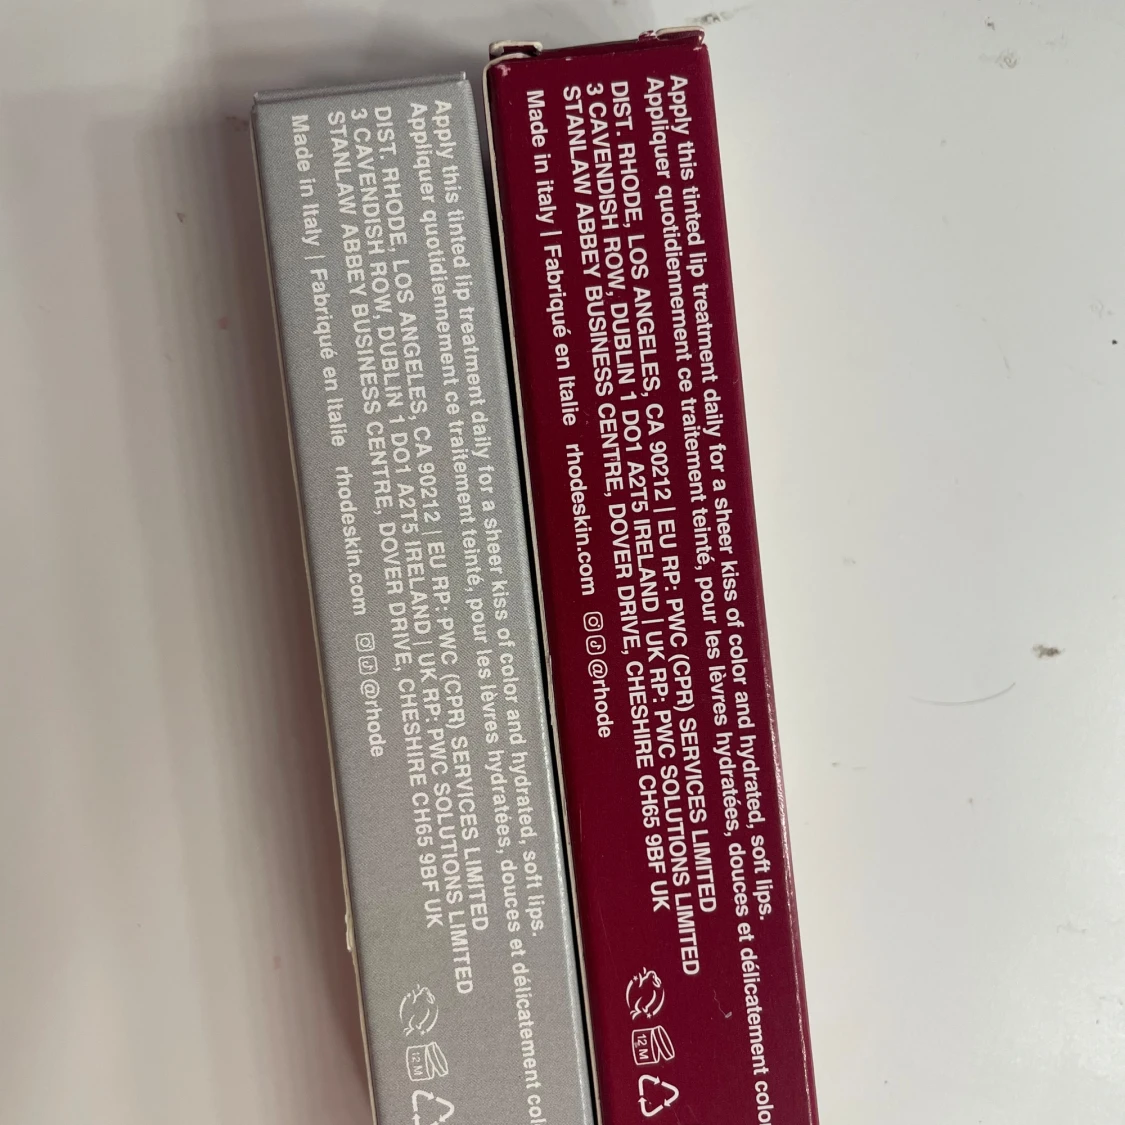 Apply this tinted lip treatment daily for a sheer kiss of color and hydrated, soft lips.
Appliquer quotidiennement ce traitement teinté, pour les lèvres hydratées, douces et délicatement col
DIST. RHODE, LOS ANGELES, CA 90212 | EU RP: PWC (CPR) SERVICES LIMITED
3 CAVENDISH ROW, DUBLIN 1 DO1 A2T5 IRELAND | UK RP: PWC SOLUTIONS LIMITED
STANLAW ABBEY BUSINESS CENTRE, DOVER DRIVE, CHESHIRE CH65 9BF UK
Made in Italy | Fabriqué en Italie rhodeskin.com @rhode
12 M
Apply this tinted lip treatment daily for a sheer kiss of color and hydrated, soft lips.
Appliquer quotidiennement ce traitement teinté, pour les lèvres hydratées, douces et délicatement color
DIST. RHODE, LOS ANGELES, CA 90212 | EU RP: PWC (CPR) SERVICES LIMITED
3 CAVENDISH ROW, DUBLIN 1 DO1 A2T5 IRELAND | UK RP: PWC SOLUTIONS LIMITED
STANLAW ABBEY BUSINESS CENTRE, DOVER DRIVE, CHESHIRE CH65 9BF UK
Made in italy | Fabriqué en Italie rhodeskin.com @rhode
12 M